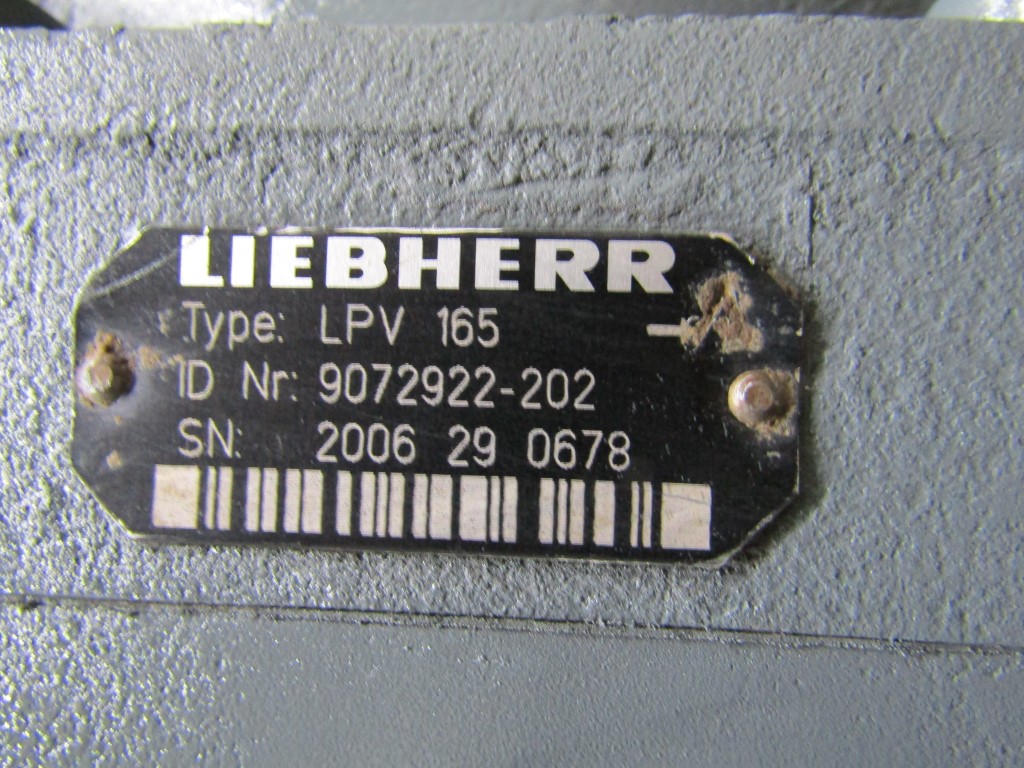 LIEBHERR
Type: LPV 165
ID Nr: 9072922-202
SN: 2006 29 0678